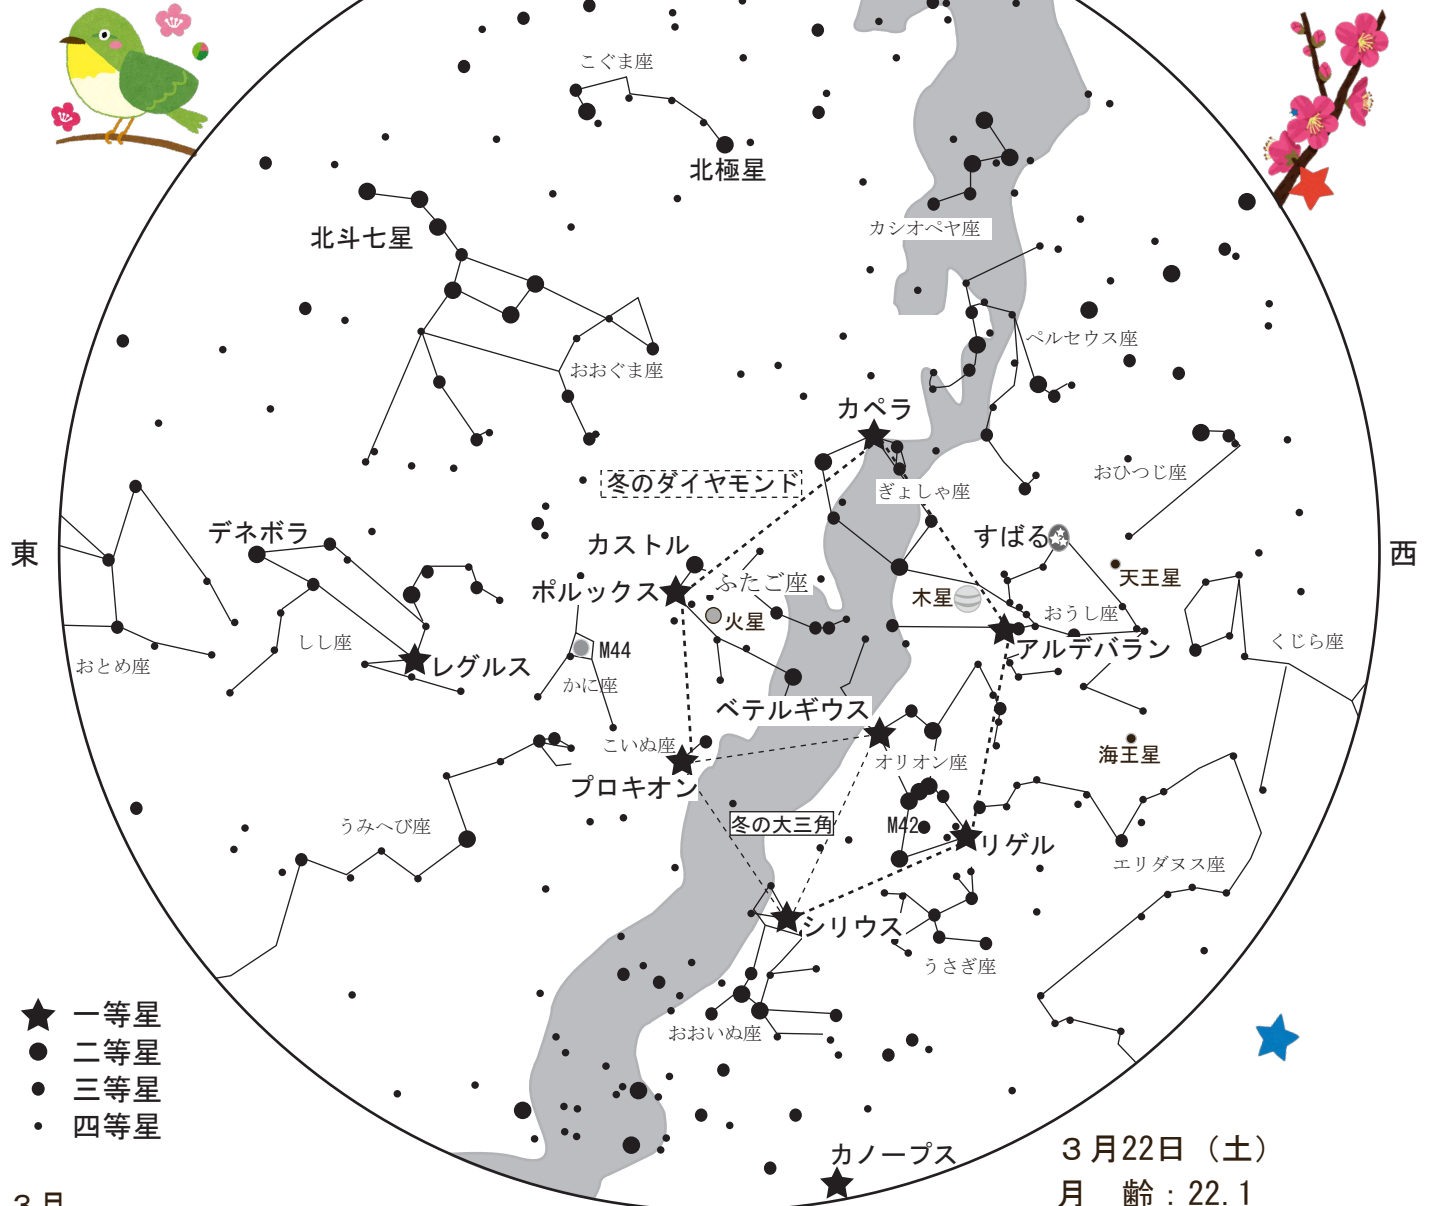 こぐま座
北極星
北斗七星
カシオペヤ座
ペルセウス座
おおぐま座
カペラ
おひつじ座
冬のダイヤモンド
ぎょしゃ座
デネボラ
すばる
カストル
東
西
天王星
ポルックス
ふたご座
木星
火星
おうし座
しし座
M44
アルデバラン
くじら座
おとめ座
レグルス
かに座
ベテルギウス
こいぬ座
海王星
オリオン座
プロキオン
うみへび座
冬の大三角
M42
リゲル
エリダヌス座
シリウス
うさぎ座
おおいぬ座
一等星
二等星
三等星
四等星
カノープス
3月22日（土）
月 齢：22.1
3月